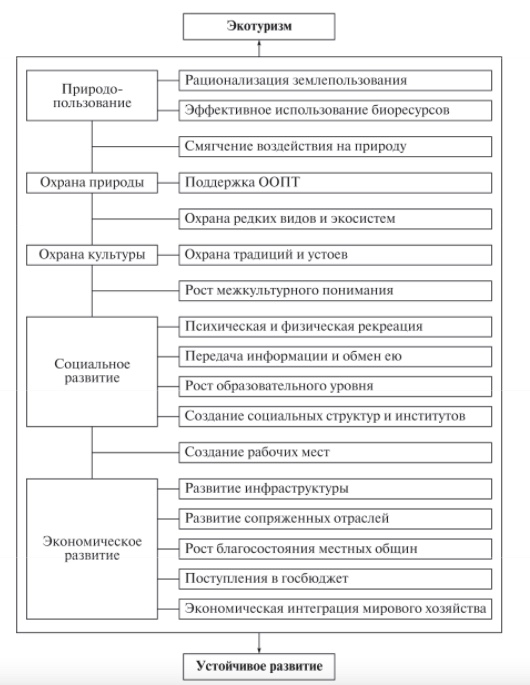 Экотуризм
Природо-
пользование
Рационализация землепользования
Эффективное использование биоресурсов
Смягчение воздействия на природу
Охрана природы
Поддержка ООПТ
Охрана редких видов и экосистем
Охрана культуры
Охрана традиций и устоев
Рост межкультурного понимания
Социальное
развитие
Психическая и физическая рекреация
Передача информации и обмен ею
Рост образовательного уровня
Создание социальных структур и институтов
Создание рабочих мест
Экономическое
развитие
Развитие инфраструктуры
Развитие сопряженных отраслей
Рост благосостояния местных общин
Поступления в госбюджет
Экономическая интеграция мирового хозяйства
Устойчивое развитие